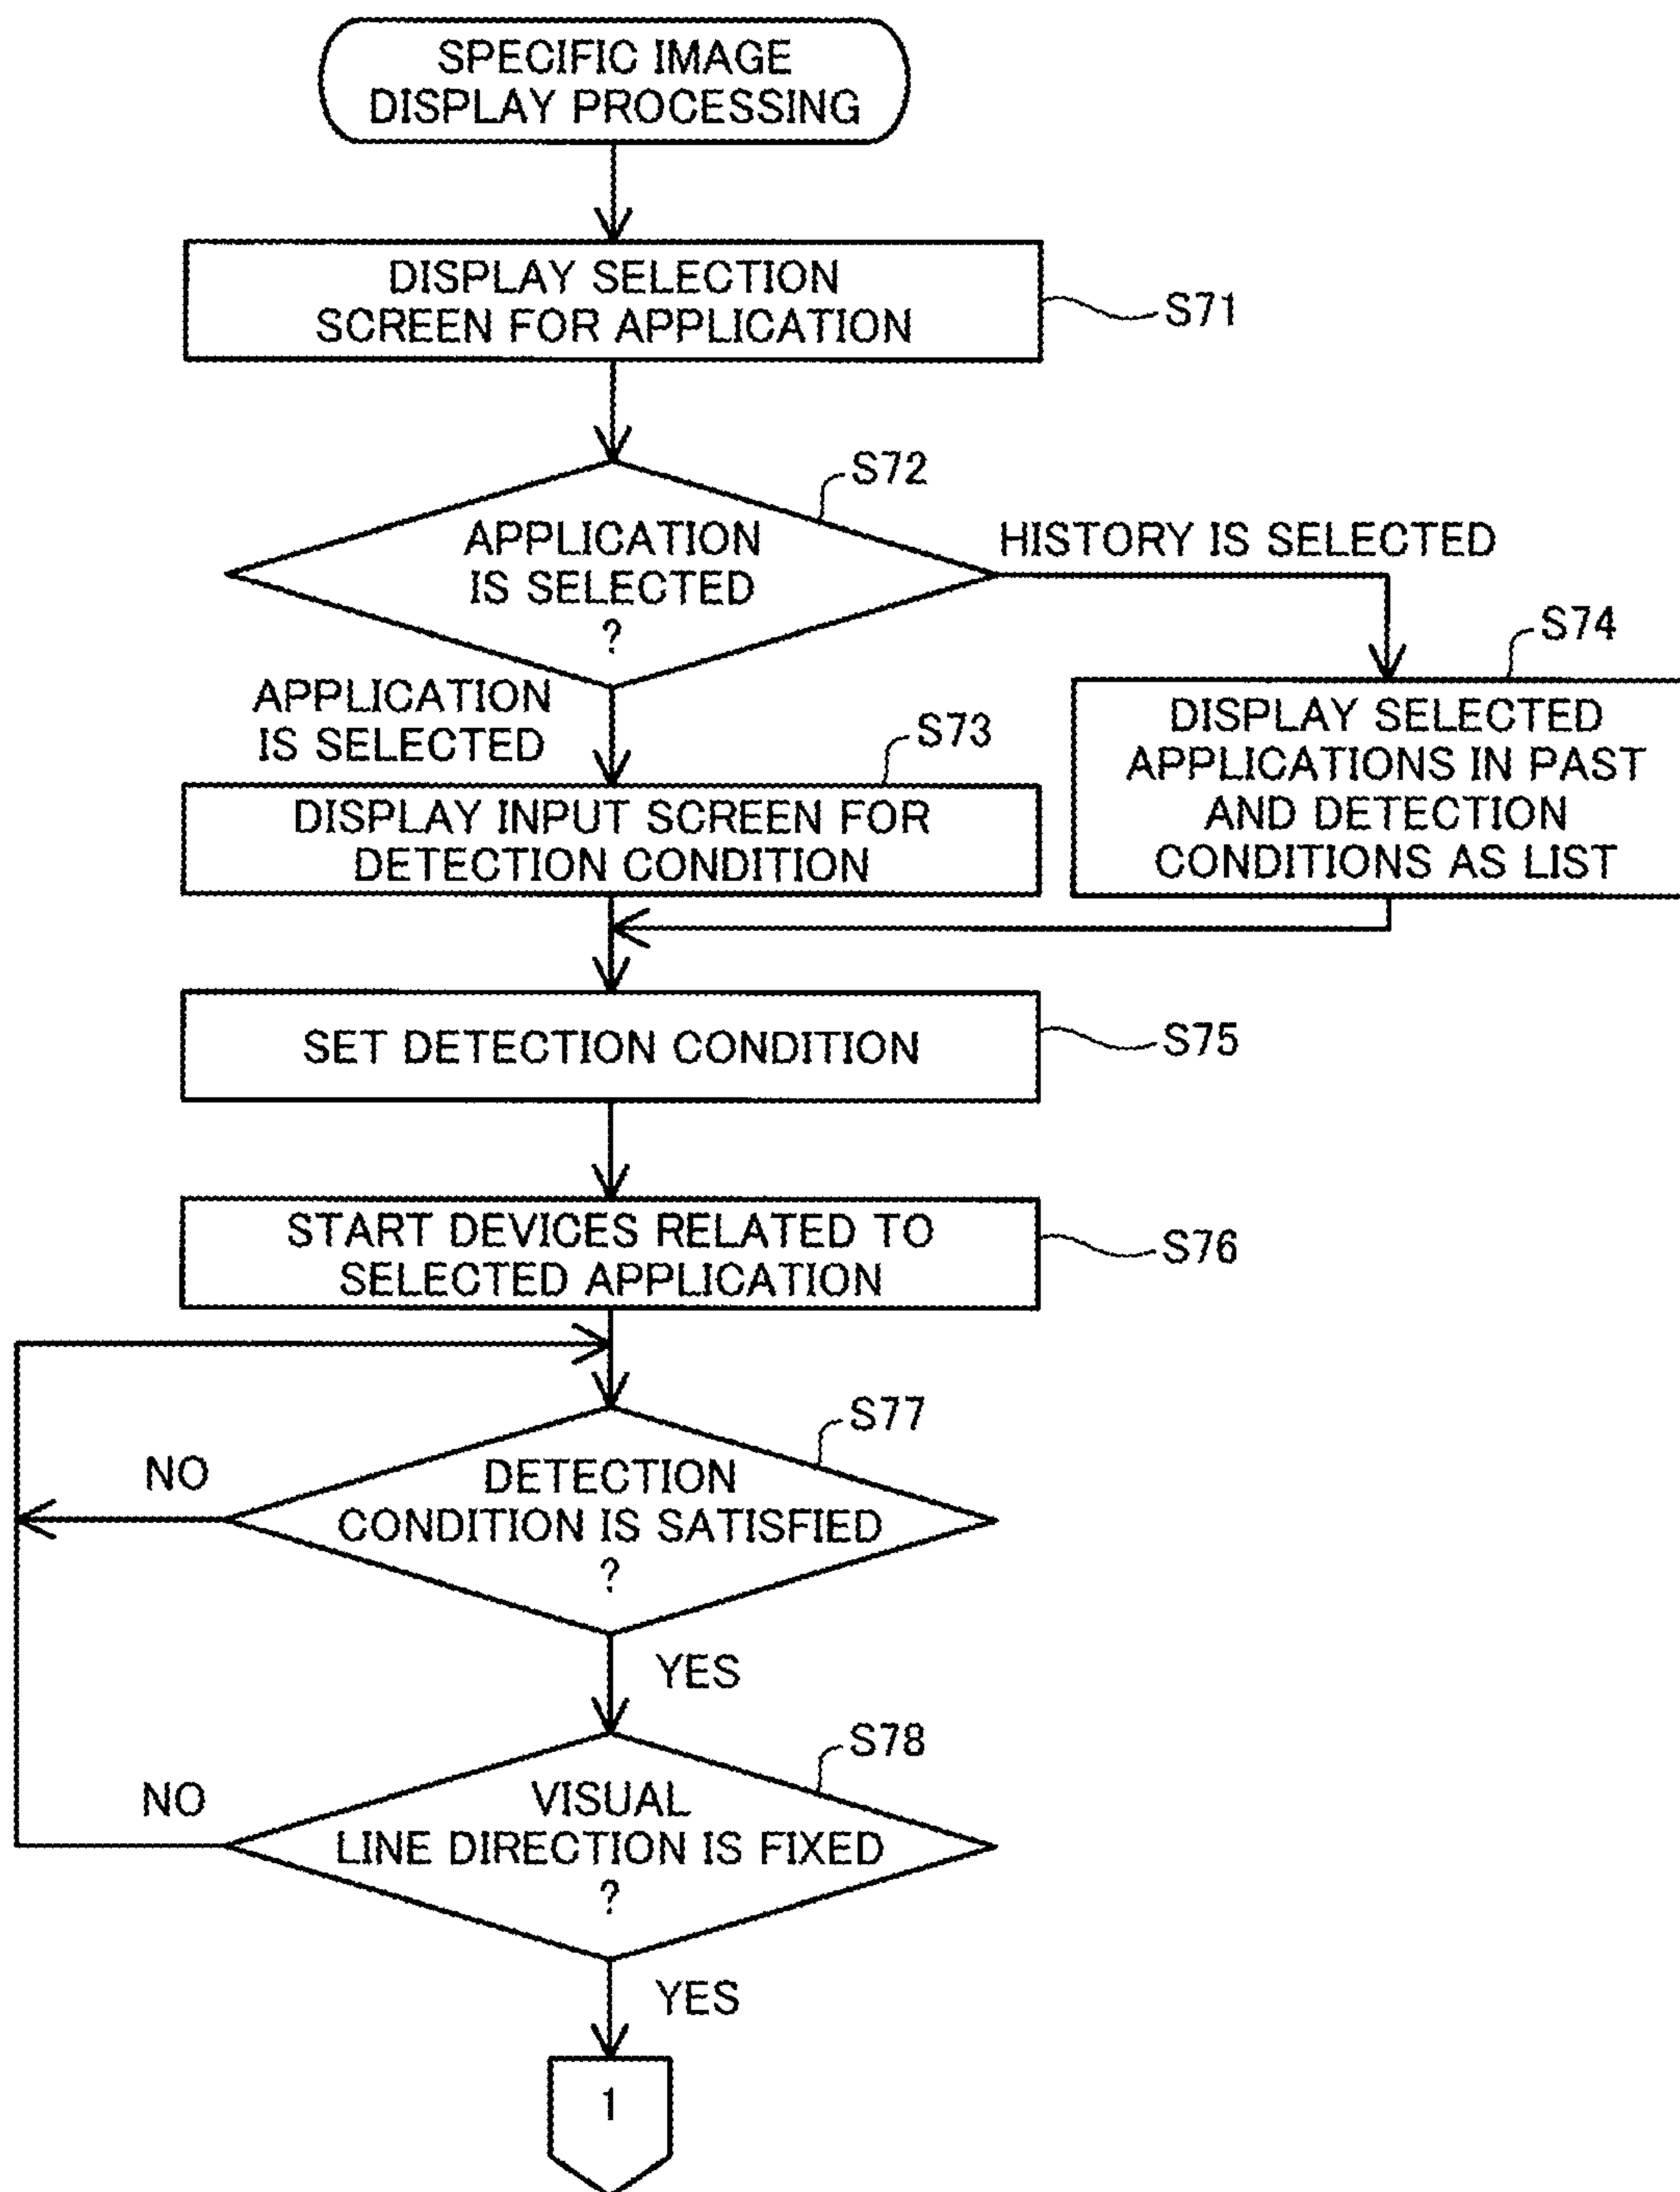 SPECIFIC IMAGE
DISPLAY PROCESSING
DISPLAY SELECTION
SCREEN FOR APPLICATION
S71
S72
APPLICATION
IS SELECTED
?
HISTORY IS SELECTED
APPLICATION
IS SELECTED
S73
DISPLAY INPUT SCREEN FOR
DETECTION CONDITION
S74
DISPLAY SELECTED
APPLICATIONS IN PAST
AND DETECTION
CONDITIONS AS LIST
SET DETECTION CONDITION
S75
START DEVICES RELATED TO
SELECTED APPLICATION
S76
S77
DETECTION
CONDITION IS SATISFIED
?
NO
YES
S78
VISUAL
LINE DIRECTION IS FIXED
?
NO
YES
1